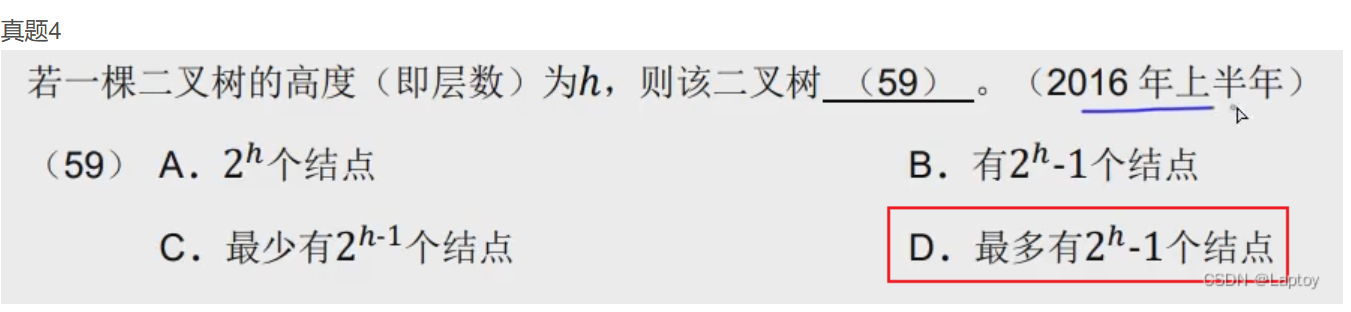 真题4
若一棵二叉树的高度（即层数）为h，则该二叉树 （59） 。（2016 年上半年）
（59） A．2^h个结点 B．有2^h-1个结点
C．最少有2^{h-1}个结点 D．最多有2^h-1个结点
CSDN @Laptoy